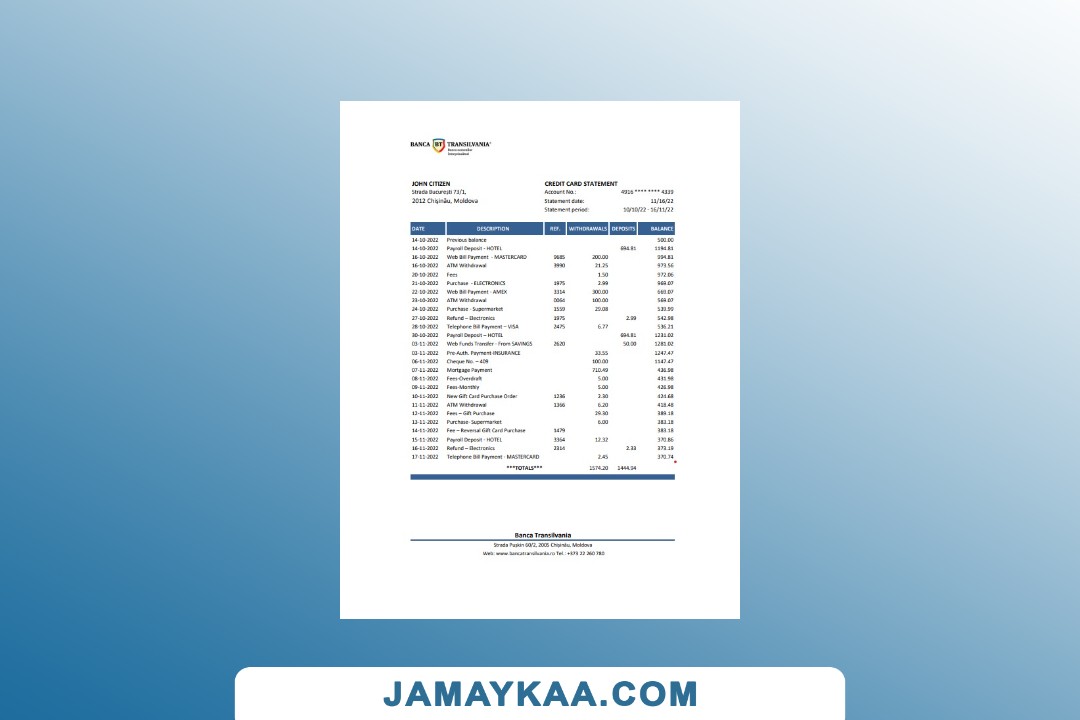 BANCA BT TRANSILVANIA®
JOHN CITIZEN
Strada București 73/1,
2012 Chișinău, Moldova
CREDIT CARD STATEMENT
Account No.: 4916 **** **** 4339
Statement date: 11/16/22
Statement period: 10/10/22 - 16/11/22
DATE DESCRIPTION REF. WITHDRAWALS DEPOSITS BALANCE
14-10-2022 Previous balance 500.00
14-10-2022 Payroll Deposit - HOTEL 694.81 1194.81
16-10-2022 Web Bill Payment - MASTERCARD 9685 200.00 994.81
16-10-2022 ATM Withdrawal 3990 21.25 973.56
20-10-2022 Fees 1.50 972.06
21-10-2022 Purchase - ELECTRONICS 1975 2.99 969.07
22-10-2022 Web Bill Payment - AMEX 3314 300.00 669.07
23-10-2022 ATM Withdrawal 0064 100.00 569.07
24-10-2022 Purchase - Supermarket 1559 29.08 539.99
27-10-2022 Refund – Electronics 1975 2.99 542.98
28-10-2022 Telephone Bill Payment – VISA 2475 6.77 536.21
30-10-2022 Payroll Deposit – HOTEL 694.81 1231.02
03-11-2022 Web Funds Transfer - From SAVINGS 2620 50.00 1281.02
03-11-2022 Pre-Auth. Payment-INSURANCE 33.55 1247.47
06-11-2022 Cheque No. – 409 100.00 1147.47
07-11-2022 Mortgage Payment 710.49 436.98
08-11-2022 Fees-Overdraft 5.00 431.98
09-11-2022 Fees-Monthly 5.00 426.98
10-11-2022 New Gift Card Purchase Order 1236 2.30 424.68
11-11-2022 ATM Withdrawal 1366 6.20 418.48
12-11-2022 Fees – Gift Purchase 29.30 389.18
13-11-2022 Purchase- Supermarket 6.00 383.18
14-11-2022 Fee – Reversal Gift Card Purchase 1479 383.18
15-11-2022 Payroll Deposit - HOTEL 3364 12.32 370.86
16-11-2022 Refund – Electronics 2314 2.33 373.19
17-11-2022 Telephone Bill Payment - MASTERCARD 2.45 370.74
***TOTALS*** 1574.20 1444.94
Banca Transilvania
Strada Pușkin 60/2, 2005 Chișinău, Moldova
Web: www.bancatransilvania.ro Tel.: +373 22 260 780
JAMAYKAA.COM